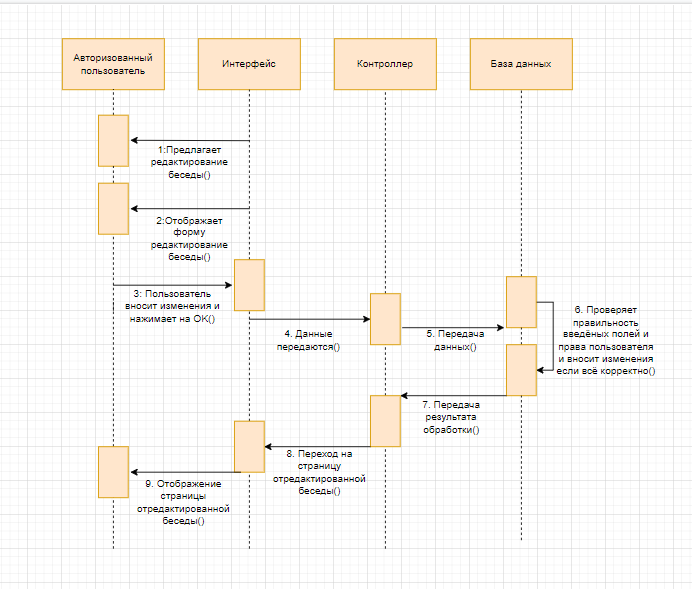 Авторизованный
пользователь
Интерфейс
Контроллер
База данных
1:Предлагает
редактирование
беседы()
2:Отображает
форму
редактирование
беседы()
3: Пользователь
вносит изменения и
нажимает на OK()
4. Данные
передаются()
5. Передача
данных()
6. Проверяет
правильность
введёных полей и
права пользователя
и вносит изменения
если всё корректно()
7. Передача
результата
обработки()
8. Переход на
страницу
отредактированной
беседы()
9. Отображение
страницы
отредактированной
беседы()